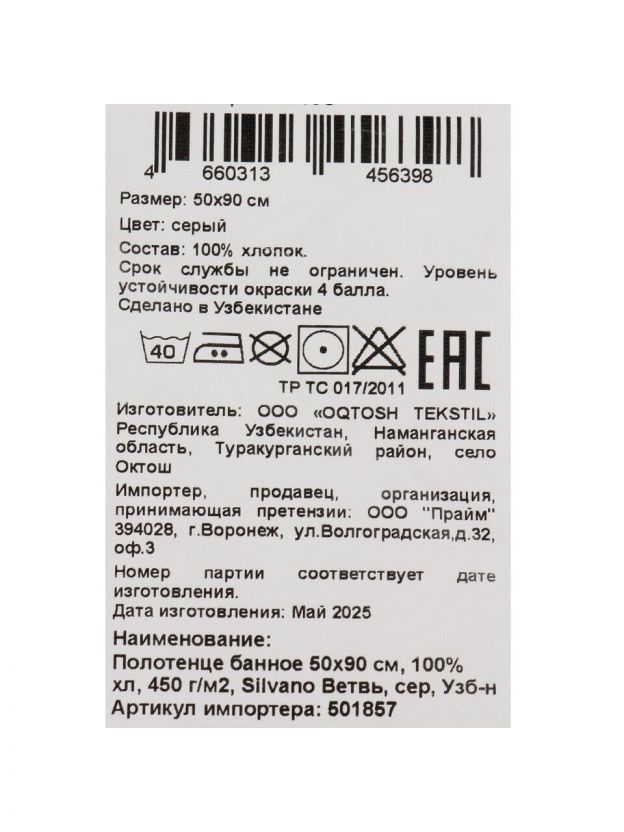 4 660313 456398
Размер: 50х90 см
Цвет: серый
Состав: 100% хлопок.
Срок службы не ограничен. Уровень
устойчивости окраски 4 балла.
Сделано в Узбекистане
40
ЕАС
ТР ТС 017/2011
Изготовитель: ООО «OQTOSH TEKSTIL»
Республика Узбекистан, Наманганская
область, Туракурганский район, село
Октош
Импортер, продавец, организация,
принимающая претензии: ООО "Прайм"
394028, г.Воронеж, ул.Волгоградская,д.32,
оф.3
Номер партии соответствует дате
изготовления.
Дата изготовления: Май 2025
Наименование:
Полотенце банное 50х90 см, 100%
хл, 450 г/м2, Silvano Ветвь, сер, Узб-н
Артикул импортера: 501857